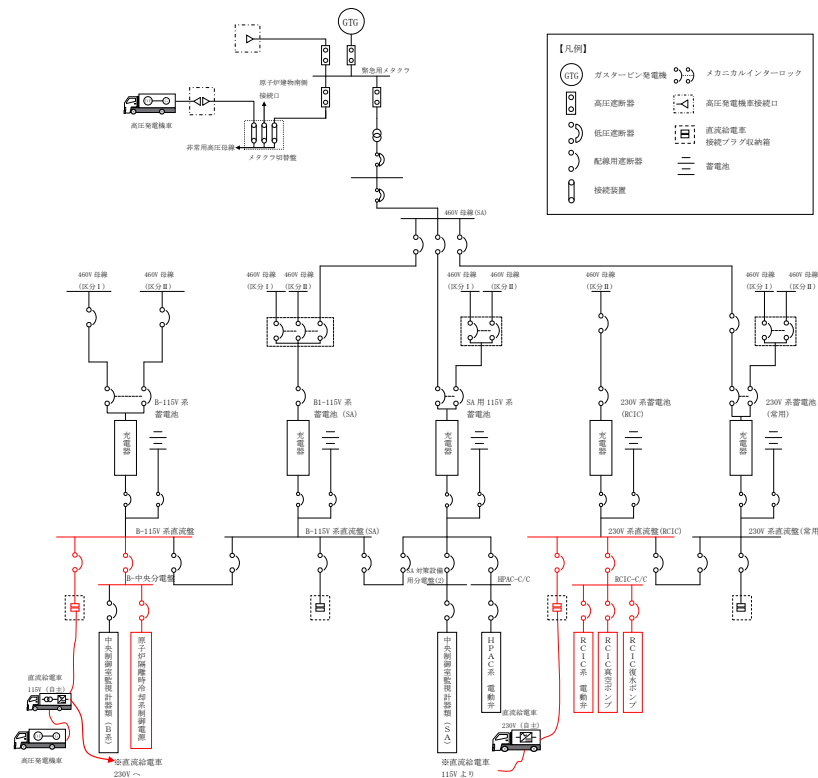 GTG
緊急用メタクラ
原子炉建物南側
接続口
高圧発電機車
非常用高圧母線
メタクラ切替盤
【凡例】
GTG
ガスタービン発電機
メカニカルインターロック
高圧遮断器
高圧発電機車接続口
低圧遮断器
直流給電車
接続プラグ収納箱
配線用遮断器
蓄電池
接続装置
460V 母線(SA)
460V 母線
(区分Ⅰ)
460V 母線
(区分Ⅱ)
460V 母線
(区分Ⅰ)
460V 母線
(区分Ⅱ)
460V 母線
(区分Ⅰ)
460V 母線
(区分Ⅱ)
460V 母線
(区分Ⅱ)
460V 母線
(区分Ⅰ)
460V 母線
(区分Ⅱ)
B-115V 系
蓄電池
B1-115V 系
蓄電池 (SA)
SA 用 115V 系
蓄電池
230V 系蓄電池
(RCIC)
230V 系蓄電池
(常用)
充電器
充電器
充電器
充電器
充電器
B-115V 系直流盤
B-115V 系直流盤(SA)
230V 系直流盤(RCIC)
230V 系直流盤(常用
B-中央分電盤
SA 対策設備
用分電盤(2)
HPAC-C/C
RCIC-C/C
中央制御室監視計器類（B系）
原子炉隔離時冷却系制御電源
中央制御室監視計器類（SA）
HPAC系 電動弁
RCIC系 電動弁
RCIC真空ポンプ
RCIC復水ポンプ
直流給電車
115V (自主)
高圧発電機車
※直流給電車
230V へ
直流給電車
230V (自主)
※直流給電車
115V より